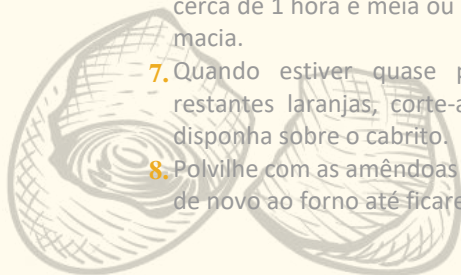 cerca de 1 hora e meia ou
macia.
7. Quando estiver quase
restantes laranjas, corte-a
disponha sobre o cabrito.
8. Polvilhe com as amêndoas
de novo ao forno até ficare